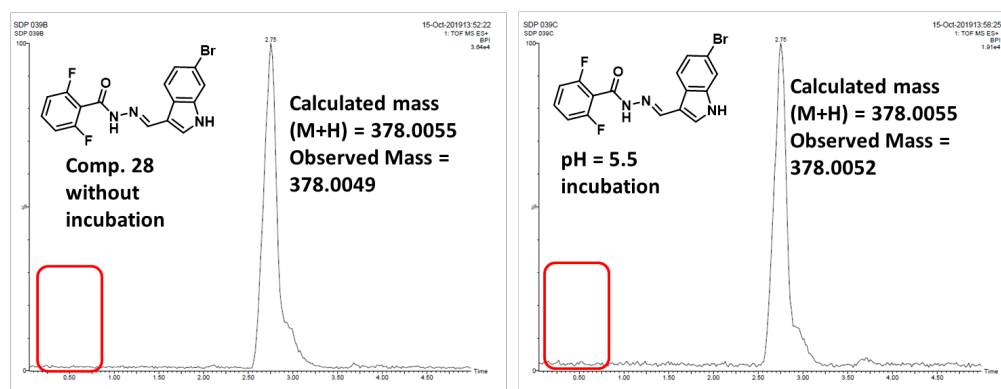 SDP 039B
SDP 039B
15-Oct-201913:52:22
1: TOF MS ES+
BPI
3.64e4
100
2.75
Br
F
O
N
N
H
F
NH
Calculated mass
(M+H) = 378.0055
Observed Mass =
378.0049
Comp. 28
without
incubation
%
0
0.50 1.00 1.50 2.00 2.50 3.00 3.50 4.00 4.50 Time
SDP 039C
SDP 039C
15-Oct-201913:58:25
1: TOF MS ES+
BPI
1.91e4
100
2.75
Br
F
O
NH
N
F
NH
Calculated mass
(M+H) = 378.0055
Observed Mass =
378.0052
pH = 5.5
incubation
%
0
0.50 1.00 1.50 2.00 2.50 3.00 3.50 4.00 4.50 Time